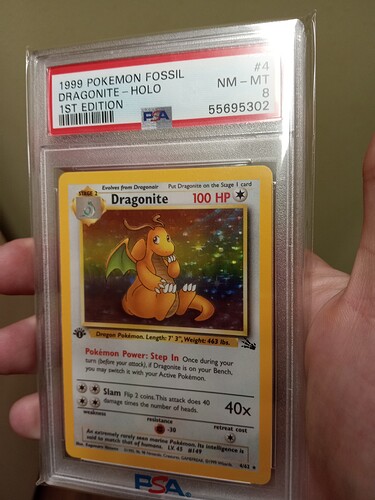 1999 POKEMON FOSSIL #4
DRAGONITE - HOLO NM - MT
1ST EDITION 8
PSA 55695302
STAGE 2 Evolves from Dragonair Put Dragonite on the Stage 1 card
Dragonite 100 HP
Dragon Pokémon. Length: 7' 3", Weight: 463 lbs.
Pokémon Power: Step In Once during your
turn (before your attack), if Dragonite is on your Bench,
you may switch it with your Active Pokémon.
Slam Flip 2 coins. This attack does 40
damage times the number of heads. 40x
weakness resistance retreat cost
-30
An extremely rarely seen marine Pokémon. Its intelligence is
said to match that of humans. LV. 45 #149
4/62
PSA